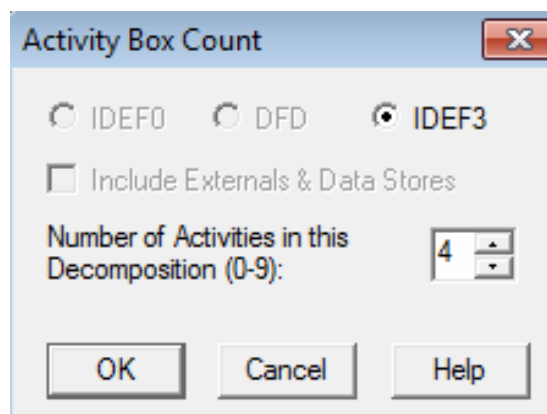 Activity Box Count
IDEF0 DFD IDEF3
Include Externals & Data Stores
Number of Activities in this
Decomposition (0-9):
4
OK Cancel Help